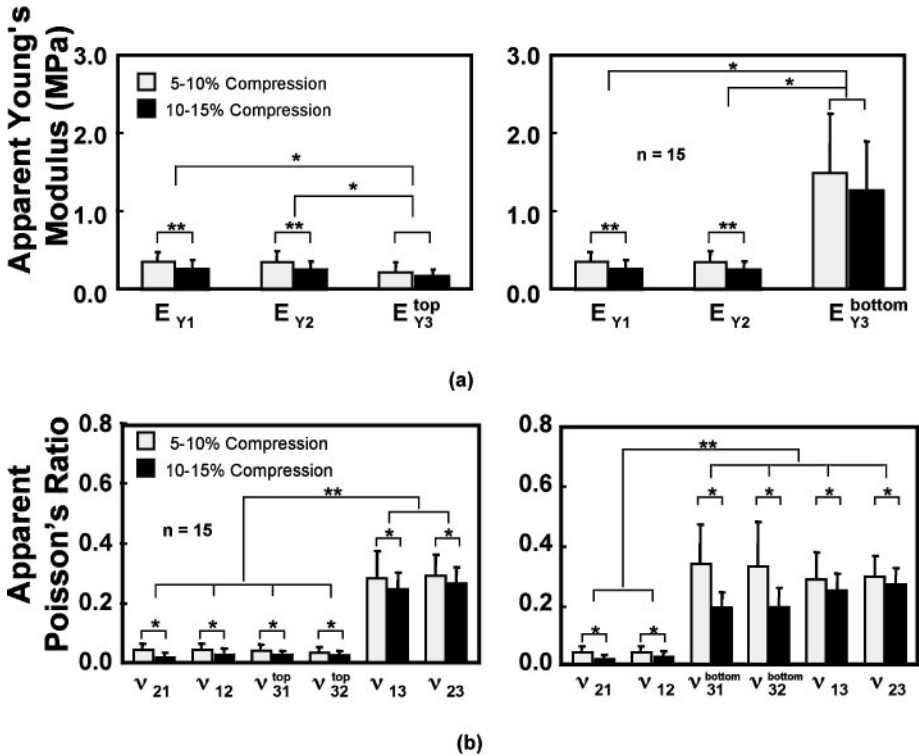 Apparent Young's
Modulus (MPa)
3.0
2.0
1.0
0.0
5-10% Compression
10-15% Compression
*
*
**
**
E Y1
E Y2
E Y3 top
3.0
2.0
1.0
0.0
*
*
n = 15
**
**
E Y1
E Y2
E Y3 bottom
(a)
Apparent
Poisson's Ratio
0.8
0.6
0.4
0.2
0.0
5-10% Compression
10-15% Compression
**
n = 15
* *
* * * *
ν 21
ν 12
ν 31 top
ν 32 top
ν 13
ν 23
0.8
0.6
0.4
0.2
0.0
**
* * * *
* *
ν 21
ν 12
ν 31 bottom
ν 32 bottom
ν 13
ν 23
(b)